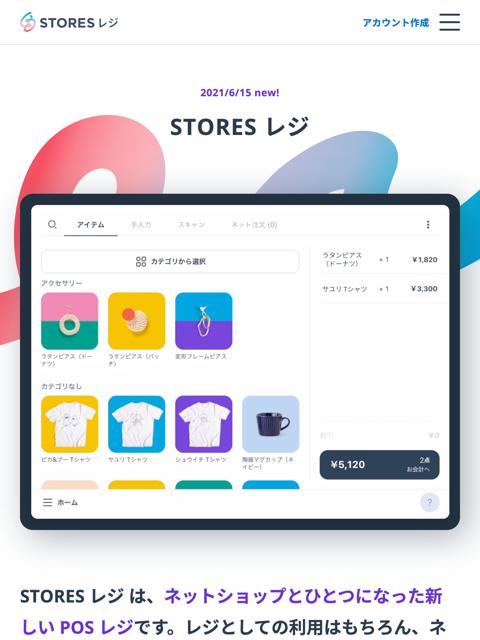 STORES レジ
アカウント作成
2021/6/15 new!
STORES レジ
アイテム
手入力
スキャン
ネット注文 (0)
カテゴリから選択
アクセサリー
ラタンピアス（ドーナツ）
ラタンピアス（パッチ）
変形フレームピアス
カテゴリなし
ピカ&ブー Tシャツ
サユリ Tシャツ
ショウイチ Tシャツ
陶器マグカップ（ネイビー）
ホーム
ラタンピアス（ドーナツ） × 1 ¥1,820
サユリ Tシャツ × 1 ¥3,300
割引 ¥0
¥5,120
2点
お会計へ
?
STORES レジ は、ネットショップとひとつになった新
しい POS レジです。レジとしての利用はもちろん、ネ